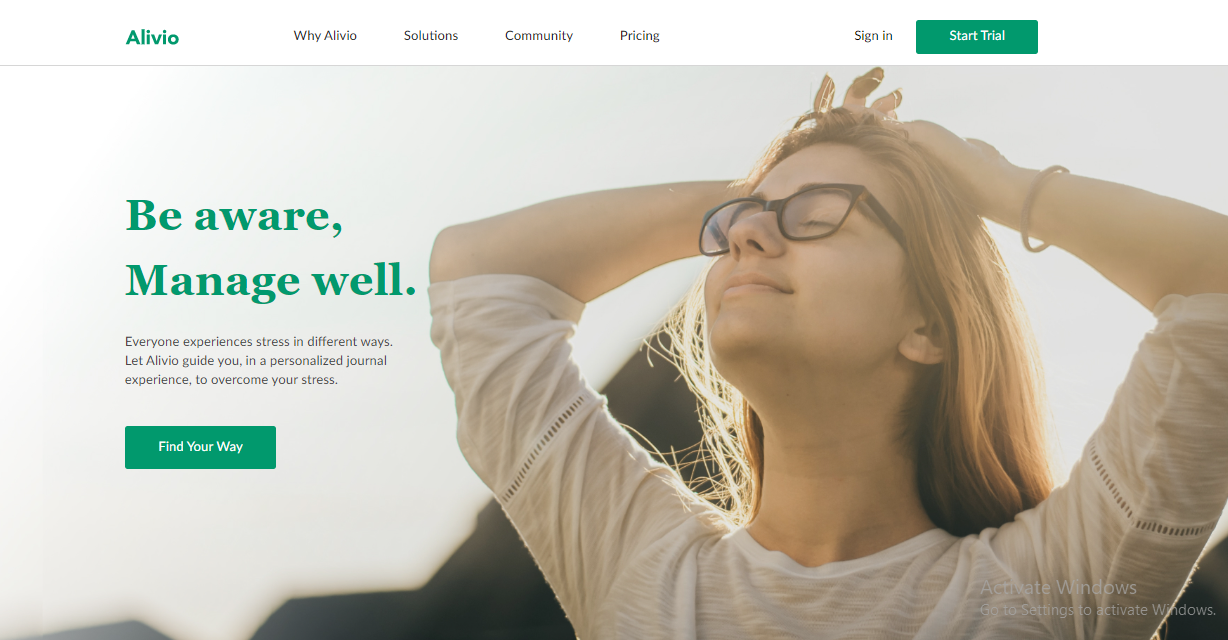 Alivio
Why Alivio
Solutions
Community
Pricing
Sign in
Start Trial
Be aware,
Manage well.
Everyone experiences stress in different ways.
Let Alivio guide you, in a personalized journal
experience, to overcome your stress.
Find Your Way
Activate Windows
Go to Settings to activate Windows.